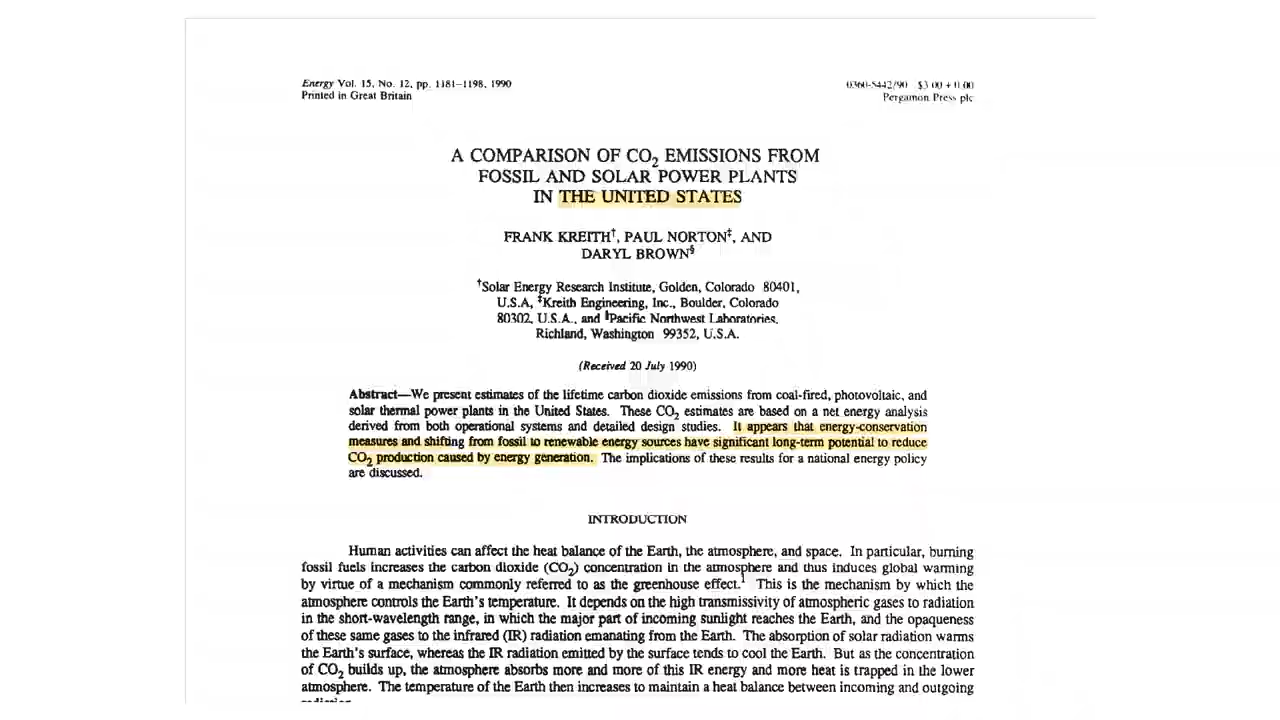 Energy Vol. 15, No. 12, pp. 1181–1198, 1990
Printed in Great Britain
0360-5442/90 $3.00 + 0.00
Pergamon Press plc
A COMPARISON OF CO₂ EMISSIONS FROM
FOSSIL AND SOLAR POWER PLANTS
IN THE UNITED STATES
FRANK KREITH†, PAUL NORTON‡, AND
DARYL BROWN§
†Solar Energy Research Institute, Golden, Colorado 80401,
U.S.A, ‡Kreith Engineering, Inc., Boulder, Colorado
80302, U.S.A., and §Pacific Northwest Laboratories,
Richland, Washington 99352, U.S.A.
(Received 20 July 1990)
Abstract—We present estimates of the lifetime carbon dioxide emissions from coal-fired, photovoltaic, and
solar thermal power plants in the United States. These CO₂ estimates are based on a net energy analysis
derived from both operational systems and detailed design studies. It appears that energy-conservation
measures and shifting from fossil to renewable energy sources have significant long-term potential to reduce
CO₂ production caused by energy generation. The implications of these results for a national energy policy
are discussed.
INTRODUCTION
Human activities can affect the heat balance of the Earth, the atmosphere, and space. In particular, burning
fossil fuels increases the carbon dioxide (CO₂) concentration in the atmosphere and thus induces global warming
by virtue of a mechanism commonly referred to as the greenhouse effect.¹ This is the mechanism by which the
atmosphere controls the Earth's temperature. It depends on the high transmissivity of atmospheric gases to radiation
in the short-wavelength range, in which the major part of incoming sunlight reaches the Earth, and the opaqueness
of these same gases to the infrared (IR) radiation emanating from the Earth. The absorption of solar radiation warms
the Earth's surface, whereas the IR radiation emitted by the surface tends to cool the Earth. But as the concentration
of CO₂ builds up, the atmosphere absorbs more and more of this IR energy and more heat is trapped in the lower
atmosphere. The temperature of the Earth then increases to maintain a heat balance between incoming and outgoing